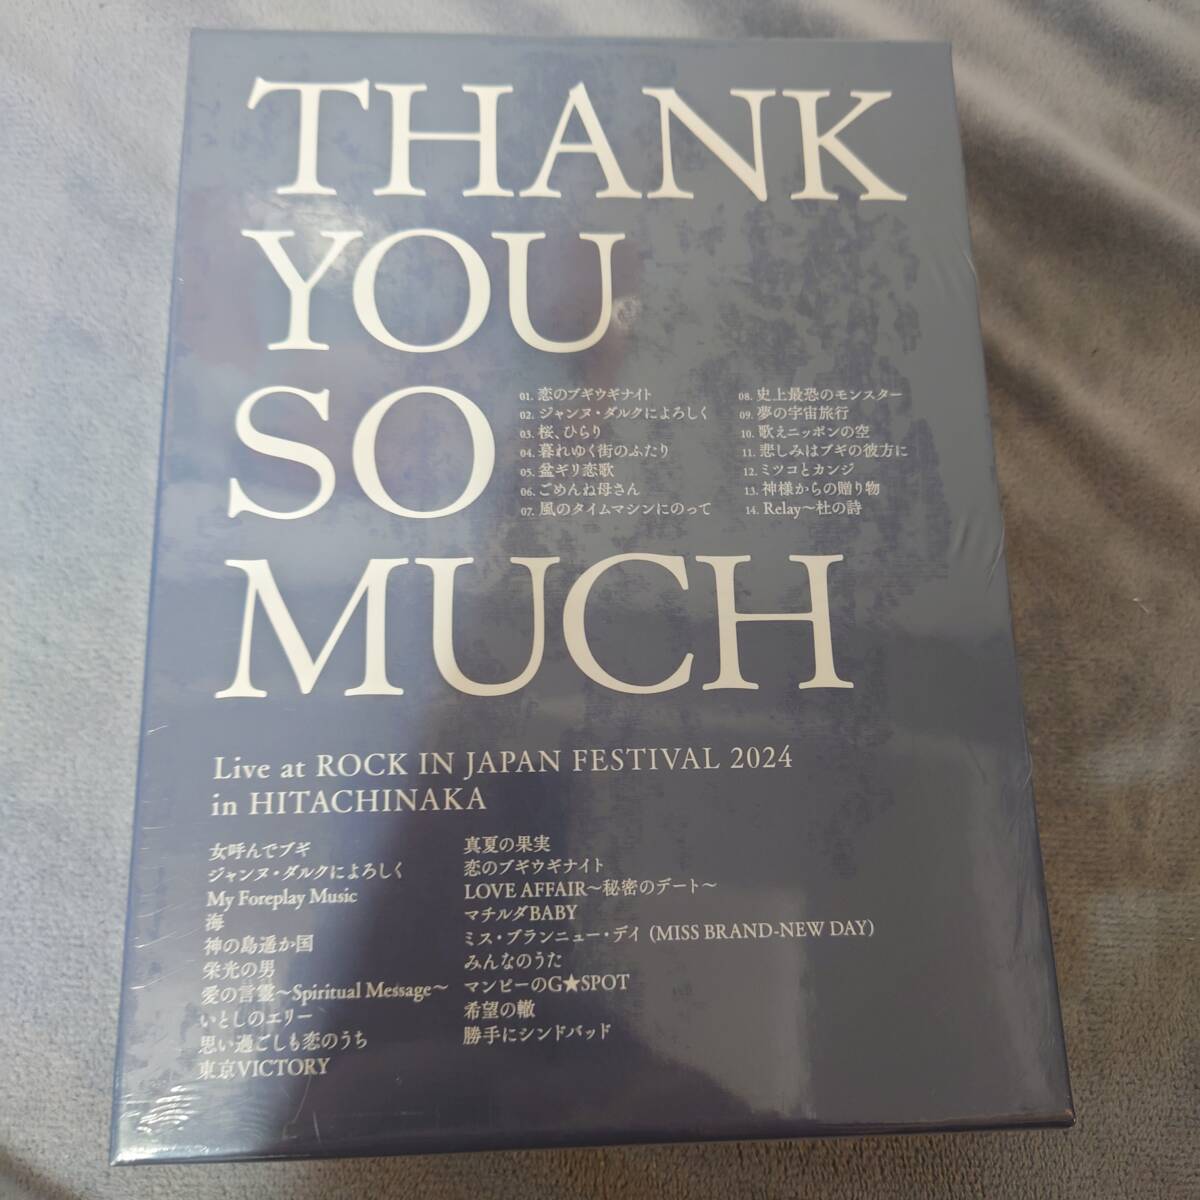 THANK
YOU
SO
MUCH
01. 恋のブギウギナイト
02. ジャンヌ・ダルクによろしく
03. 桜、ひらり
04. 暮れゆく街のふたり
05. 盆ギリ恋歌
06. ごめんね母さん
07. 風のタイムマシンにのって
08. 史上最恐のモンスター
09. 夢の宇宙旅行
10. 歌えニッポンの空
11. 悲しみはブギの彼方に
12. ミツコとカンジ
13. 神様からの贈り物
14. Relay〜杜の詩
Live at ROCK IN JAPAN FESTIVAL 2024
in HITACHINAKA
女呼んでブギ
ジャンヌ・ダルクによろしく
My Foreplay Music
海
神の島遥か国
栄光の男
愛の言霊〜Spiritual Message〜
いとしのエリー
思い過ごしも恋のうち
東京VICTORY
真夏の果実
恋のブギウギナイト
LOVE AFFAIR〜秘密のデート〜
マチルダBABY
ミス・ブランニュー・デイ (MISS BRAND-NEW DAY)
みんなのうた
マンピーのG★SPOT
希望の轍
勝手にシンドバッド